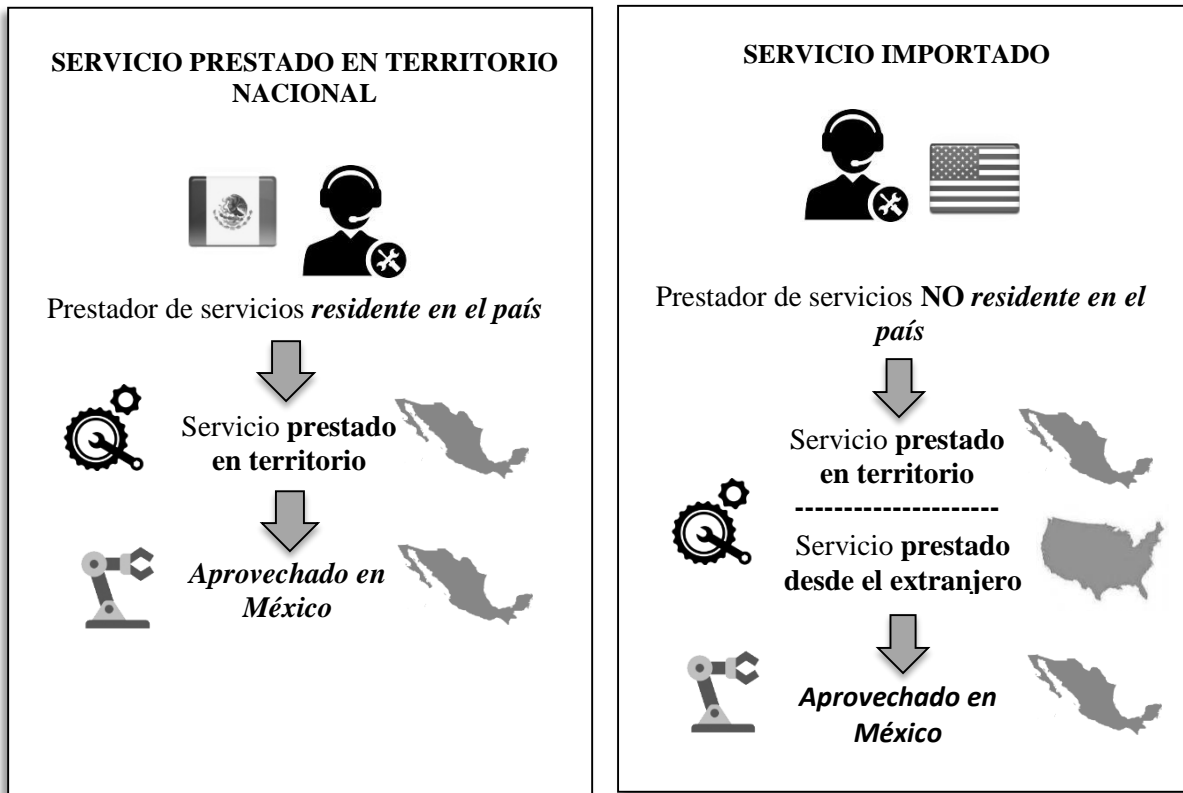 SERVICIO PRESTADO EN TERRITORIO
NACIONAL
Prestador de servicios residente en el país
Servicio prestado
en territorio
Aprovechado en
México
SERVICIO IMPORTADO
Prestador de servicios NO residente en el
país
Servicio prestado
en territorio
---------------------
Servicio prestado
desde el extranjero
Aprovechado en
México